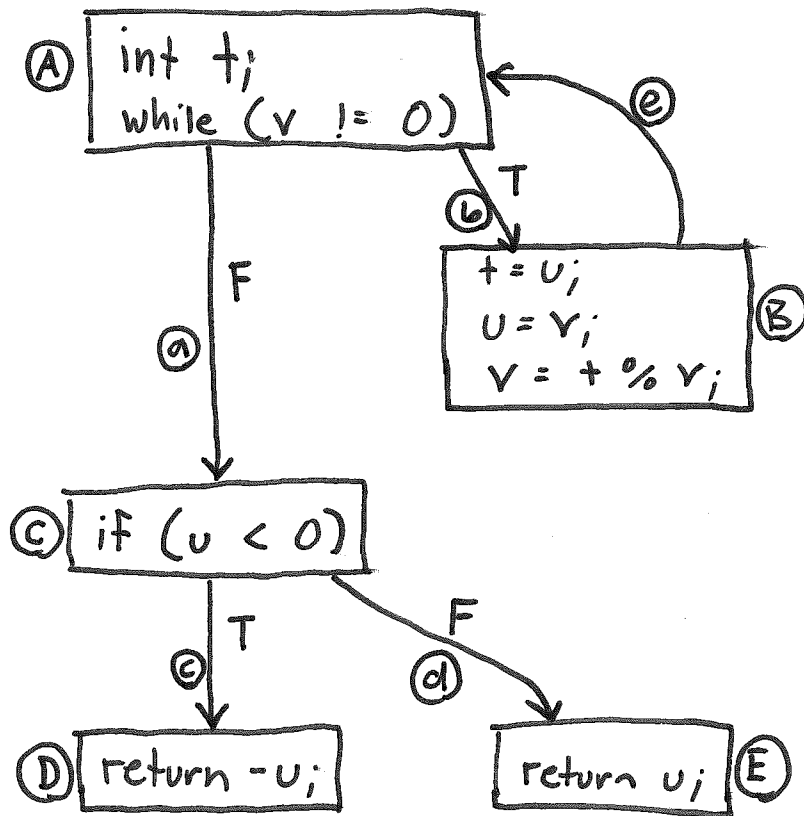 A
int t;
while (v != 0)
e
T
b
F
t = u;
u = v;
v = t % v;
B
a
C
if (u < 0)
T
F
c
d
D
return -u;
return u;
E